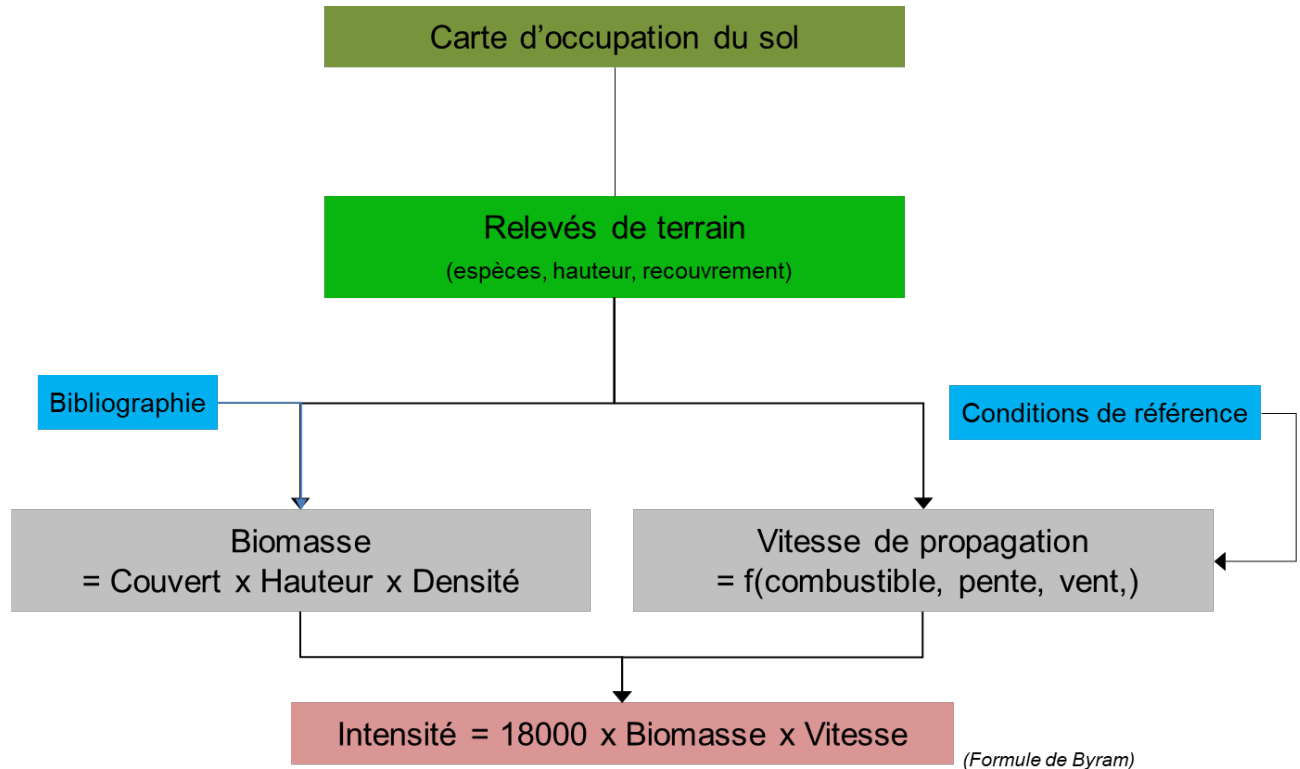 Carte d’occupation du sol
Relevés de terrain
(espèces, hauteur, recouvrement)
Bibliographie
Conditions de référence
Biomasse
= Couvert x Hauteur x Densité
Vitesse de propagation
= f(combustible, pente, vent,)
Intensité = 18000 x Biomasse x Vitesse
(Formule de Byram)